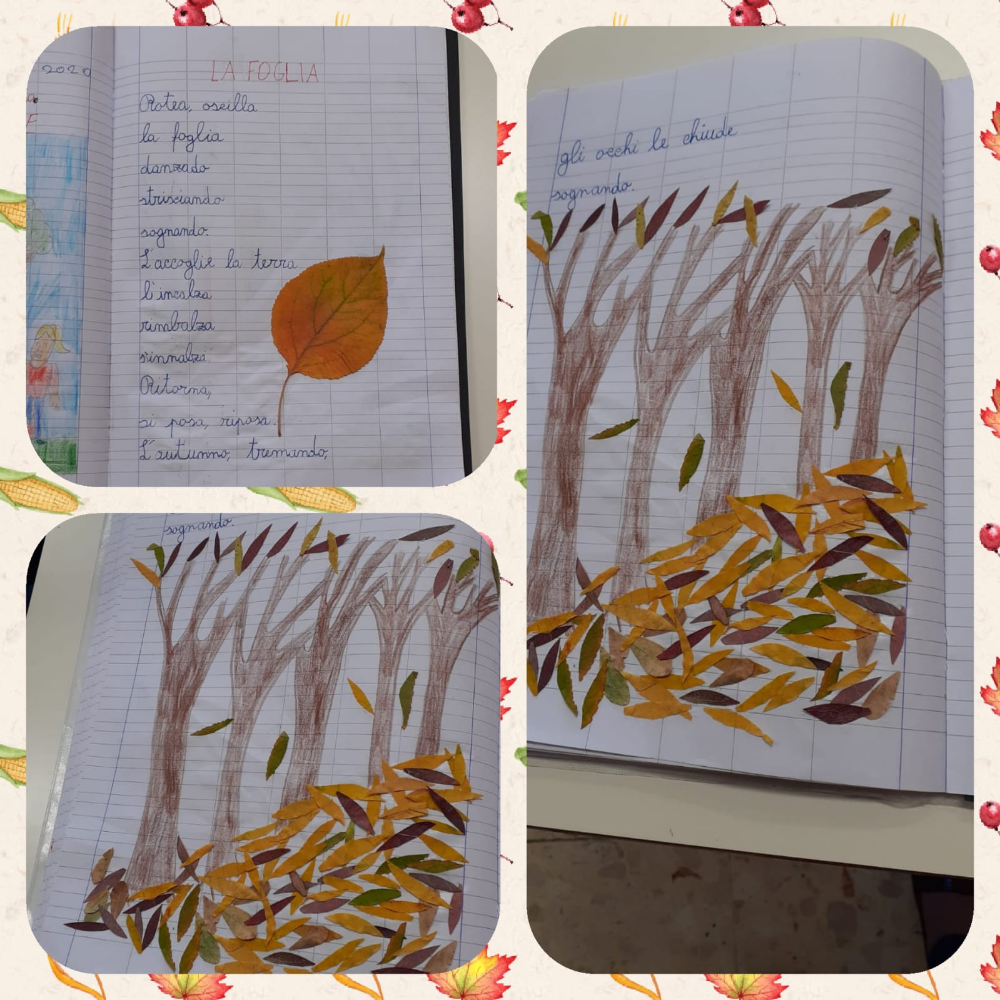 2020
LA FOGLIA
Rotea, oscilla
la foglia
danzado
strisciando
sognando.
L'accoglie la terra
l'incalza
rimbalza
s'innalza.
Ritorna,
si posa, riposa.
L'autunno, tremando,
gli occhi le chiude
sognando.
sognando.